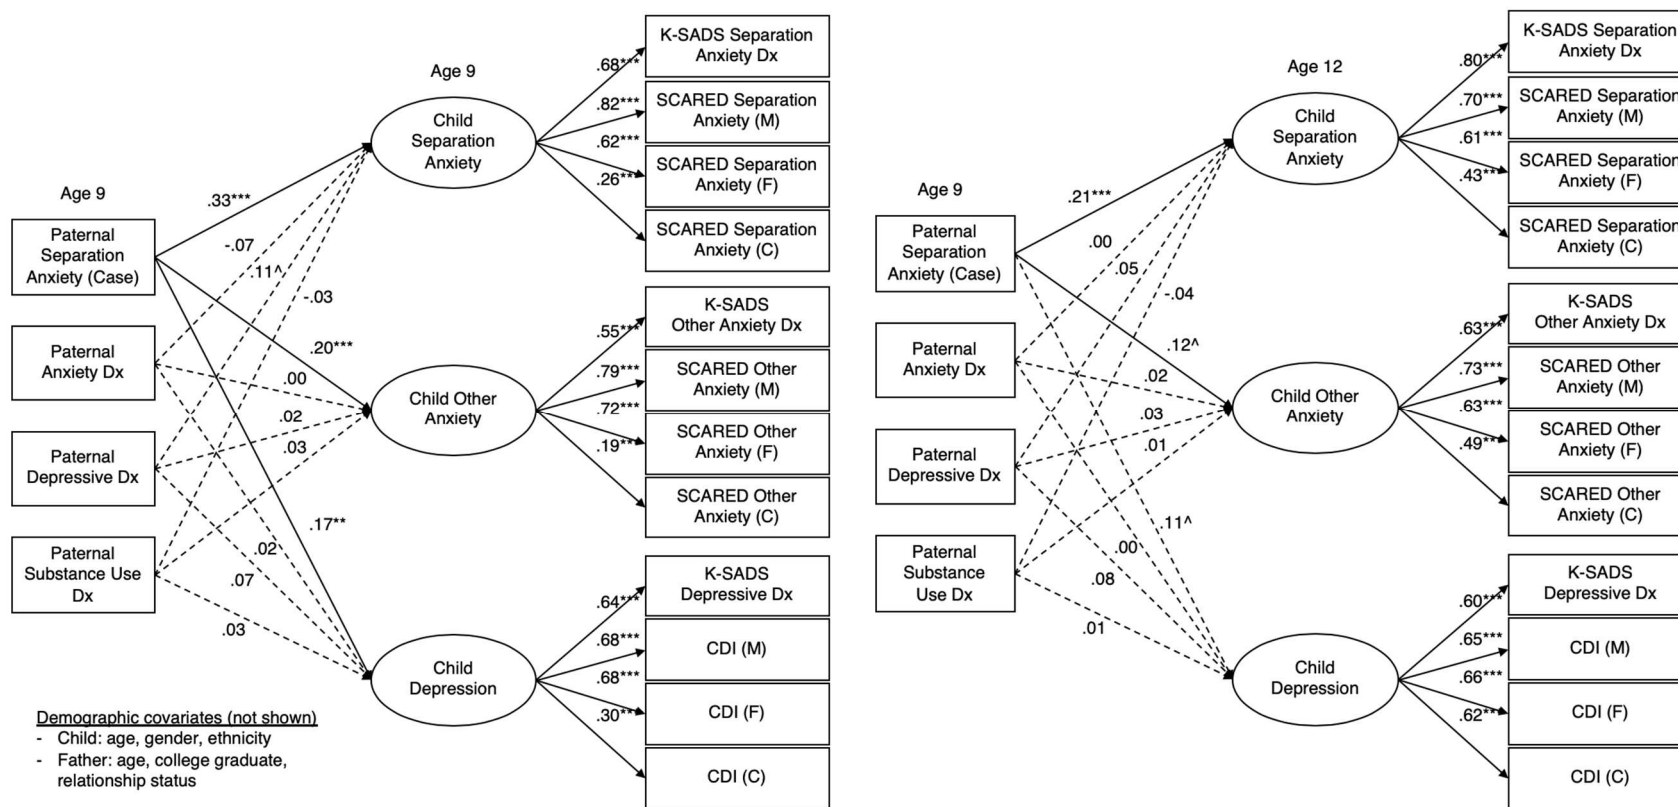 Age 9
Paternal
Separation
Anxiety (Case)
Paternal
Anxiety Dx
Paternal
Depressive Dx
Paternal
Substance Use
Dx
.33***
-.07
.11^
-.03
.20***
.00
.02
.03
.17**
.02
.07
.03
Age 9
Child
Separation
Anxiety
Child Other
Anxiety
Child
Depression
.68***
.82***
.62***
.26***
K-SADS Separation
Anxiety Dx
SCARED Separation
Anxiety (M)
SCARED Separation
Anxiety (F)
SCARED Separation
Anxiety (C)
.55***
.79***
.72***
.19***
K-SADS
Other Anxiety Dx
SCARED Other
Anxiety (M)
SCARED Other
Anxiety (F)
SCARED Other
Anxiety (C)
.64***
.68***
.68***
.30***
K-SADS
Depressive Dx
CDI (M)
CDI (F)
CDI (C)
Demographic covariates (not shown)
- Child: age, gender, ethnicity
- Father: age, college graduate,
relationship status
Age 9
Paternal
Separation
Anxiety (Case)
Paternal
Anxiety Dx
Paternal
Depressive Dx
Paternal
Substance
Use Dx
.21***
.00
.05
-.04
.12^
.02
.03
.01
.11^
.00
.08
.01
Age 12
Child
Separation
Anxiety
Child Other
Anxiety
Child
Depression
.80***
.70***
.61***
.43***
K-SADS Separation
Anxiety Dx
SCARED Separation
Anxiety (M)
SCARED Separation
Anxiety (F)
SCARED Separation
Anxiety (C)
.63***
.73***
.63***
.49***
K-SADS
Other Anxiety Dx
SCARED Other
Anxiety (M)
SCARED Other
Anxiety (F)
SCARED Other
Anxiety (C)
.60***
.65***
.66***
.62***
K-SADS
Depressive Dx
CDI (M)
CDI (F)
CDI (C)